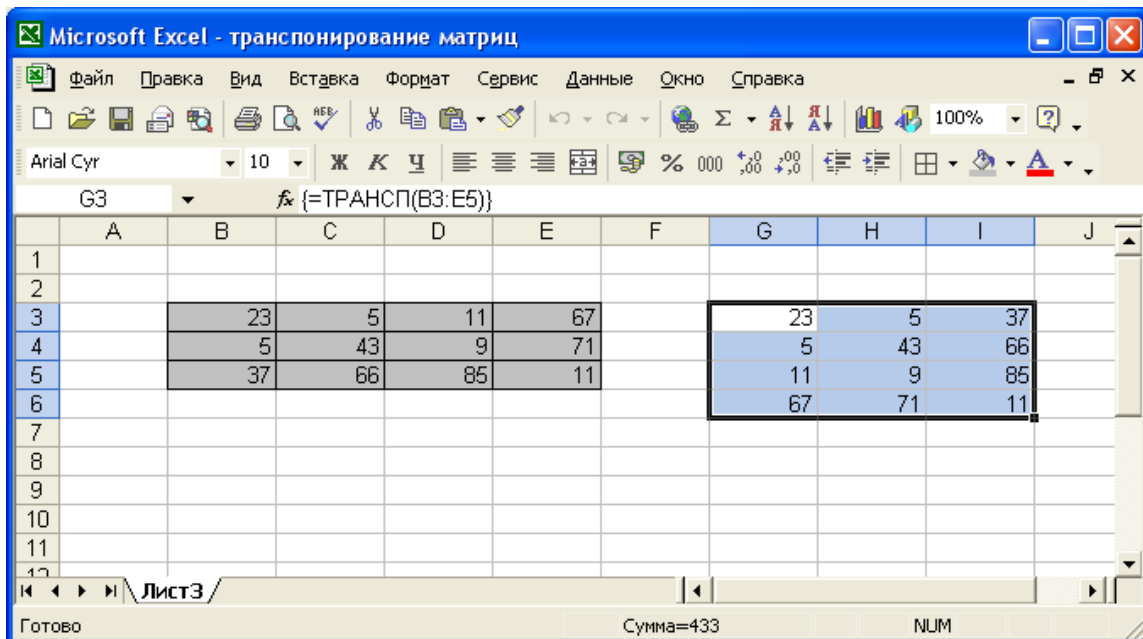 Microsoft Excel - транспонирование матриц
Файл Правка Вид Вставка Формат Сервис Данные Окно Справка
100%
Arial Cyr 10 Ж К Ч % 000
G3 fx {=ТРАНСП(B3:E5)}
A B C D E F G H I J
1
2
3 23 5 11 67 23 5 37
4 5 43 9 71 5 43 66
5 37 66 85 11 11 9 85
6 67 71 11
7
8
9
10
11
12
Лист3
Готово Сумма=433 NUM